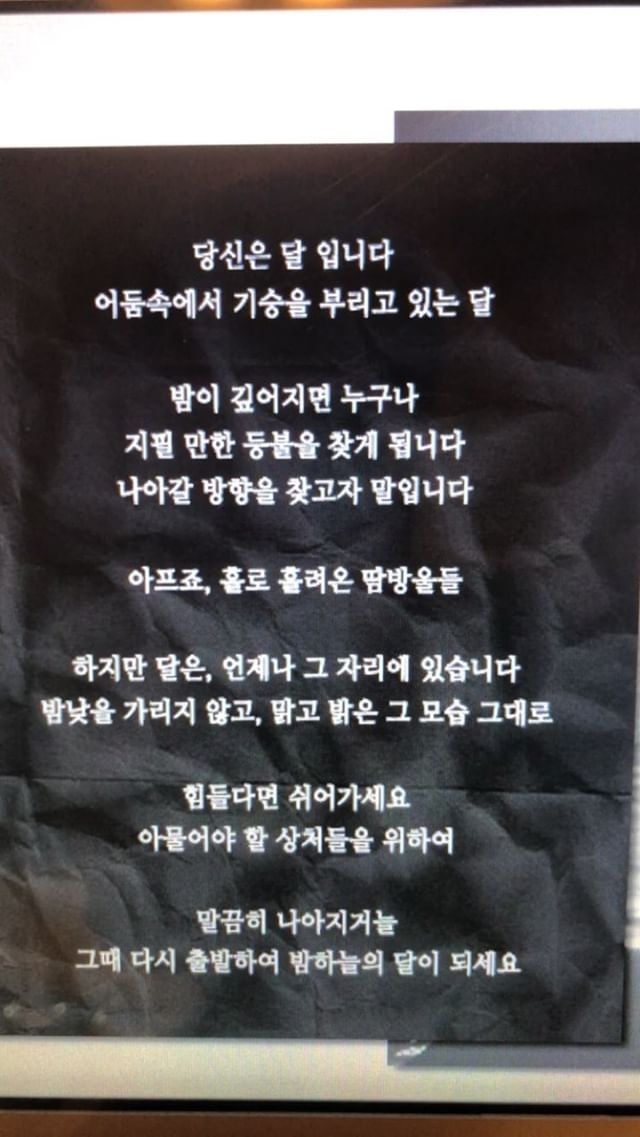 당신은 달 입니다
어둠속에서 기승을 부리고 있는 달
밤이 깊어지면 누구나
지필 만한 등불을 찾게 됩니다
나아갈 방향을 찾고자 말입니다
아프죠, 홀로 흘려온 땀방울들
하지만 달은, 언제나 그 자리에 있습니다
밤낮을 가리지 않고, 맑고 밝은 그 모습 그대로
힘들다면 쉬어가세요
아물어야 할 상처들을 위하여
말끔히 나아지거늘
그때 다시 출발하여 밤하늘의 달이 되세요